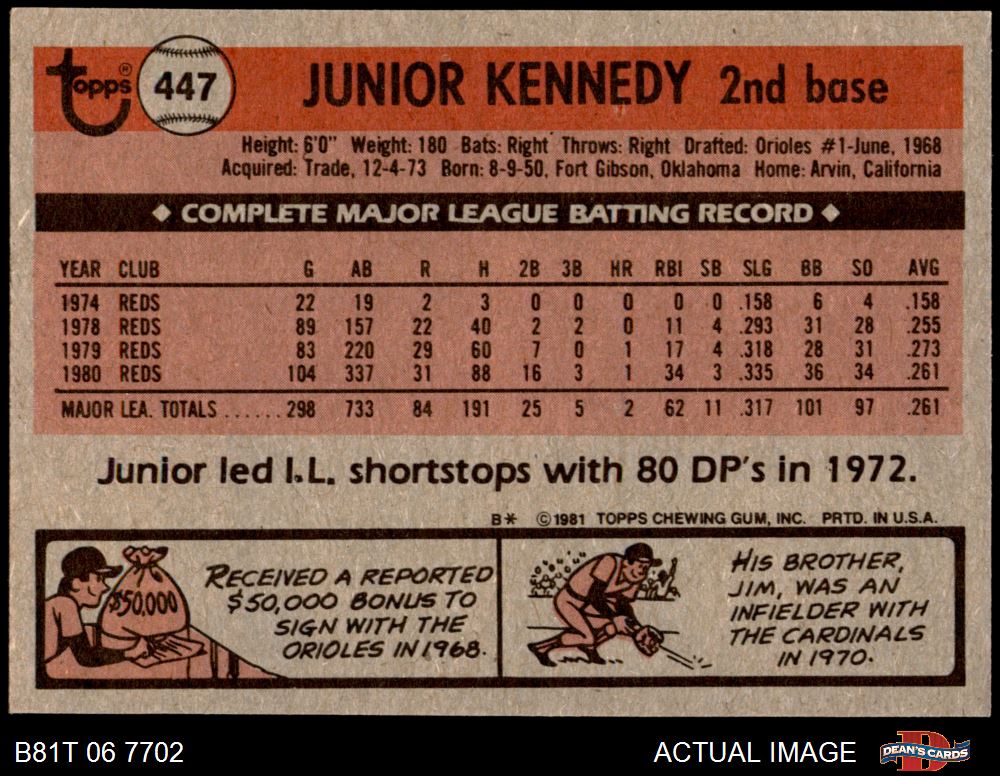 Topps®
447
JUNIOR KENNEDY 2nd base
Height: 6'0" Weight: 180 Bats: Right Throws: Right Drafted: Orioles #1-June, 1968
Acquired: Trade, 12-4-73 Born: 8-9-50, Fort Gibson, Oklahoma Home: Arvin, California
◆ COMPLETE MAJOR LEAGUE BATTING RECORD ◆
YEAR CLUB G AB R H 2B 3B HR RBI SB SLG BB SO AVG
1974 REDS 22 19 2 3 0 0 0 0 0 .158 6 4 .158
1978 REDS 89 157 22 40 2 2 0 11 4 .293 31 28 .255
1979 REDS 83 220 29 60 7 0 1 17 4 .318 28 31 .273
1980 REDS 104 337 31 88 16 3 1 34 3 .335 36 34 .261
MAJOR LEA. TOTALS ...... 298 733 84 191 25 5 2 62 11 .317 101 97 .261
Junior led I.L. shortstops with 80 DP's in 1972.
B* ©1981 TOPPS CHEWING GUM, INC. PRTD. IN U.S.A.
$50,000
RECEIVED A REPORTED
$50,000 BONUS TO
SIGN WITH THE
ORIOLES IN 1968.
HIS BROTHER,
JIM, WAS AN
INFIELDER WITH
THE CARDINALS
IN 1970.
B81T 06 7702
ACTUAL IMAGE
DEAN'S CARDS